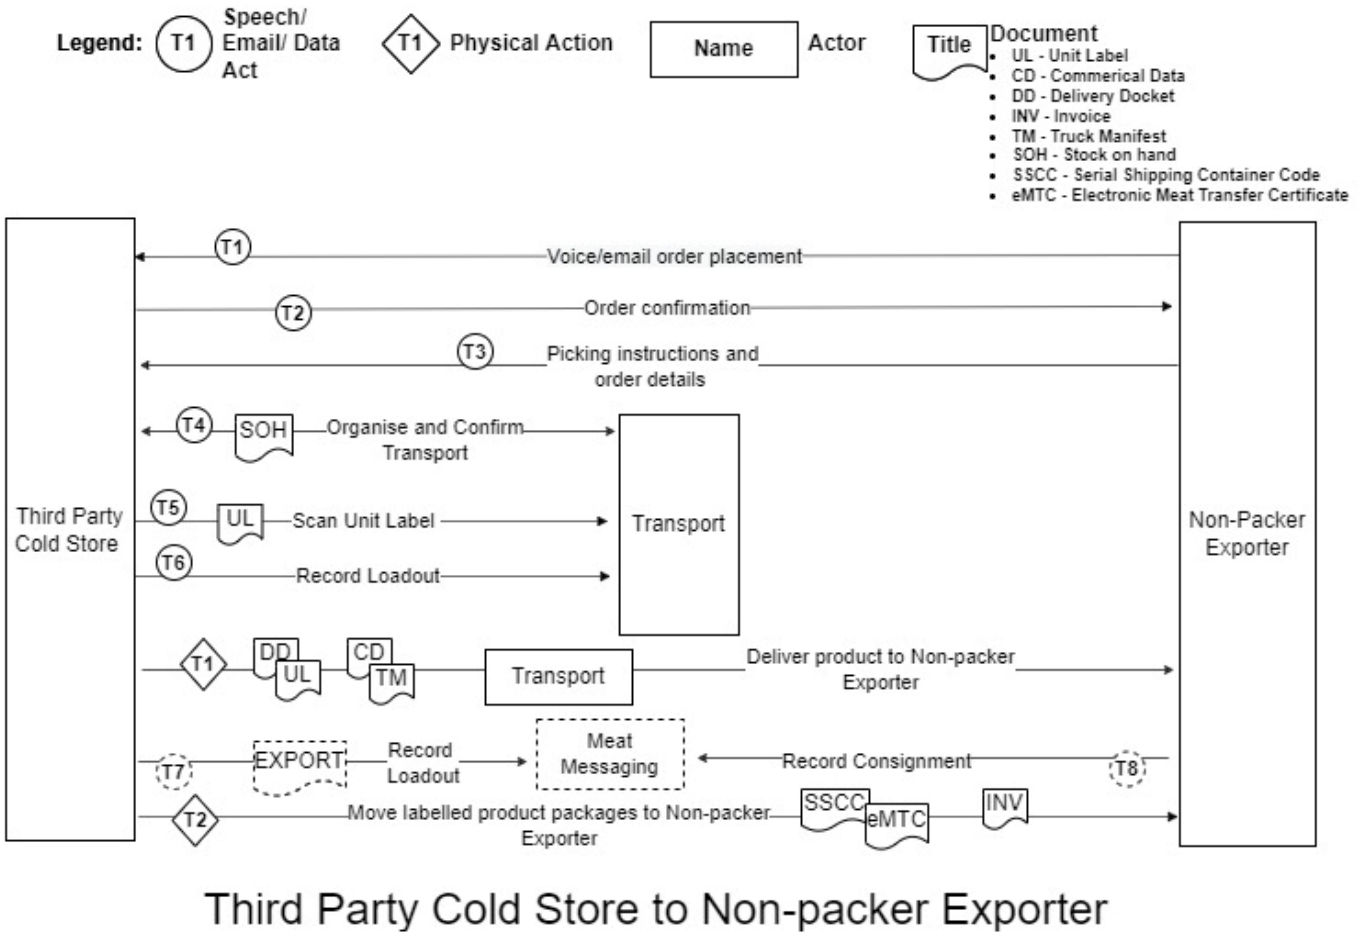 Legend:
T1
Speech/
Email/ Data
Act
T1
Physical Action
Name
Actor
Title
Document
• UL - Unit Label
• CD - Commerical Data
• DD - Delivery Docket
• INV - Invoice
• TM - Truck Manifest
• SOH - Stock on hand
• SSCC - Serial Shipping Container Code
• eMTC - Electronic Meat Transfer Certificate
T1
Voice/email order placement
T2
Order confirmation
T3
Picking instructions and
order details
T4
SOH
Organise and Confirm
Transport
Third Party
Cold Store
T5
UL
Scan Unit Label
Transport
Non-Packer
Exporter
T6
Record Loadout
T1
DD
UL
CD
TM
Transport
Deliver product to Non-packer
Exporter
T7
EXPORT
Record
Loadout
Meat
Messaging
Record Consignment
T8
T2
Move labelled product packages to Non-packer
Exporter
SSCC
eMTC
INV
Third Party Cold Store to Non-packer Exporter